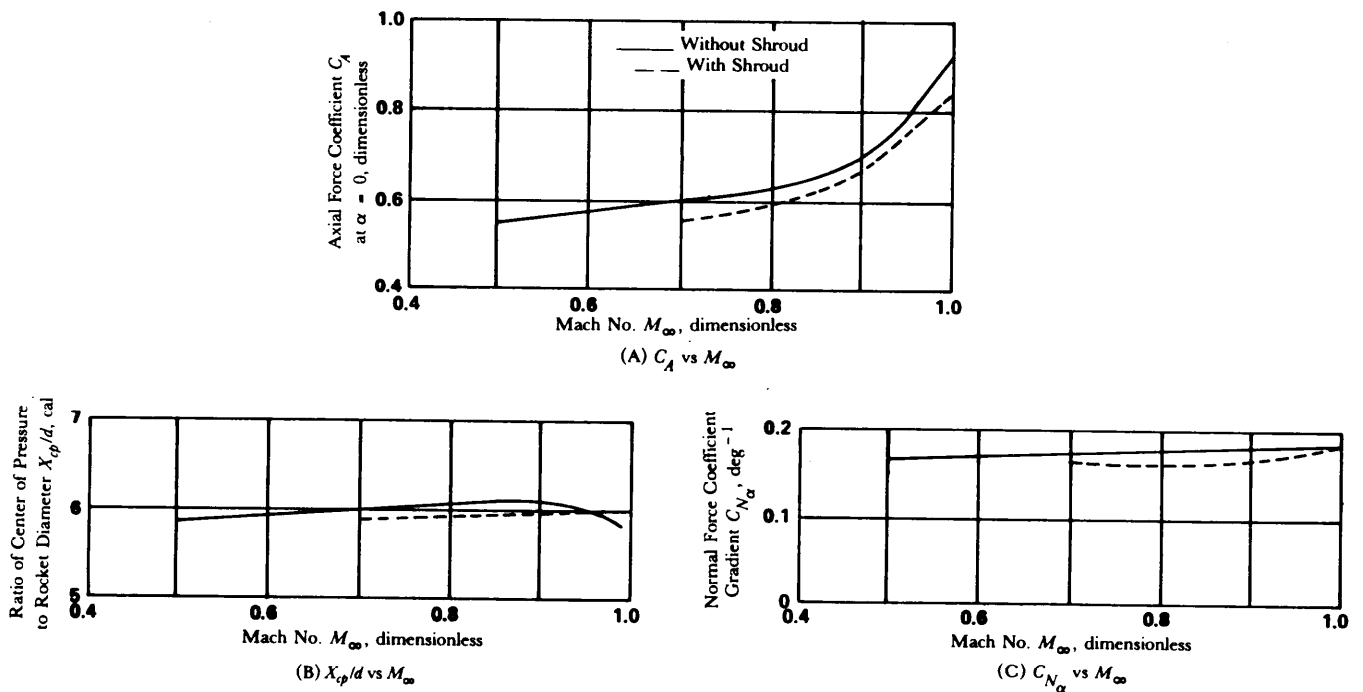 1.0
0.8
0.6
0.4
Axial Force Coefficient C_A
at α = 0, dimensionless
Without Shroud
With Shroud
0.4 0.6 0.8 1.0
Mach No. M∞, dimensionless
(A) C_A vs M∞
7
6
5
Ratio of Center of Pressure
to Rocket Diameter X_cp/d, cal
0.4 0.6 0.8 1.0
Mach No. M∞, dimensionless
(B) X_cp/d vs M∞
0.2
0.1
0
Normal Force Coefficient
Gradient C_Nα, deg⁻¹
0.4 0.6 0.8 1.0
Mach No. M∞, dimensionless
(C) C_Nα vs M∞